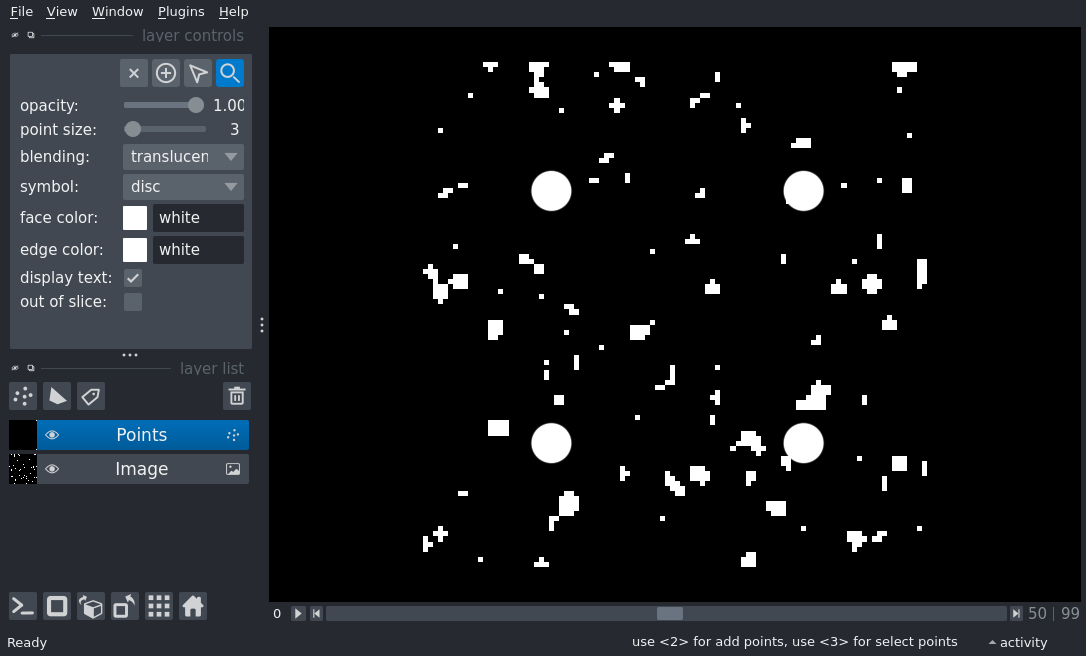 File View Window Plugins Help
layer controls
opacity: 1.00
point size: 3
blending: translucen
symbol: disc
face color: white
edge color: white
display text:
out of slice:
layer list
Points
Image
0 50 99
Ready use <2> for add points, use <3> for select points activity